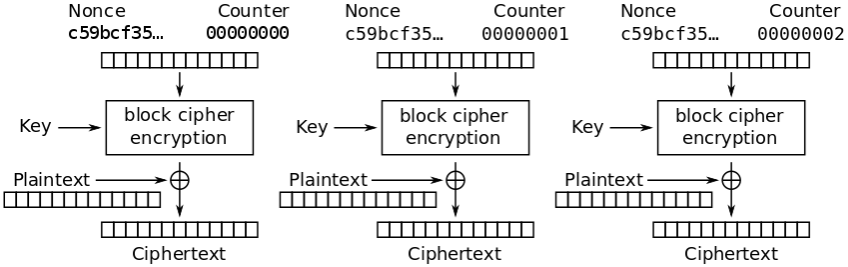 Nonce Counter Nonce Counter Nonce Counter
c59bcf35… 00000000 c59bcf35… 00000001 c59bcf35… 00000002
block cipher block cipher block cipher
Key encryption Key encryption Key encryption
Plaintext Plaintext Plaintext
Ciphertext Ciphertext Ciphertext